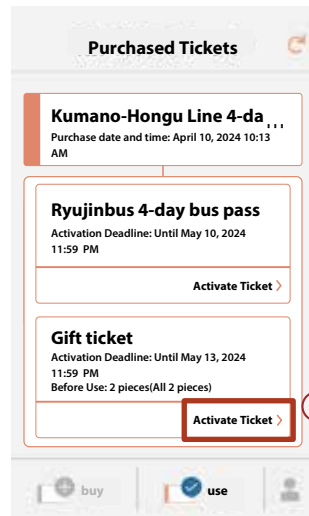 Purchased Tickets
Kumano-Hongu Line 4-da...
Purchase date and time: April 10, 2024 10:13
AM
Ryujinbus 4-day bus pass
Activation Deadline: Until May 10, 2024
11:59 PM
Activate Ticket
Gift ticket
Activation Deadline: Until May 13, 2024
11:59 PM
Before Use: 2 pieces(All 2 pieces)
Activate Ticket
buy
use